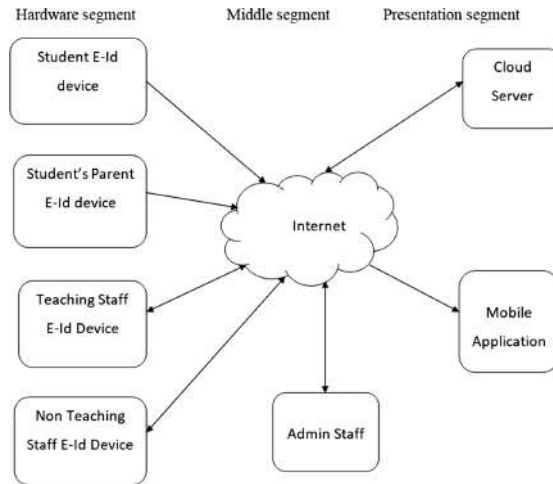 Hardware segment
Middle segment
Presentation segment
Student E-Id
device
Cloud
Server
Student's Parent
E-Id device
Internet
Teaching Staff
E-Id Device
Mobile
Application
Non Teaching
Staff E-Id Device
Admin Staff